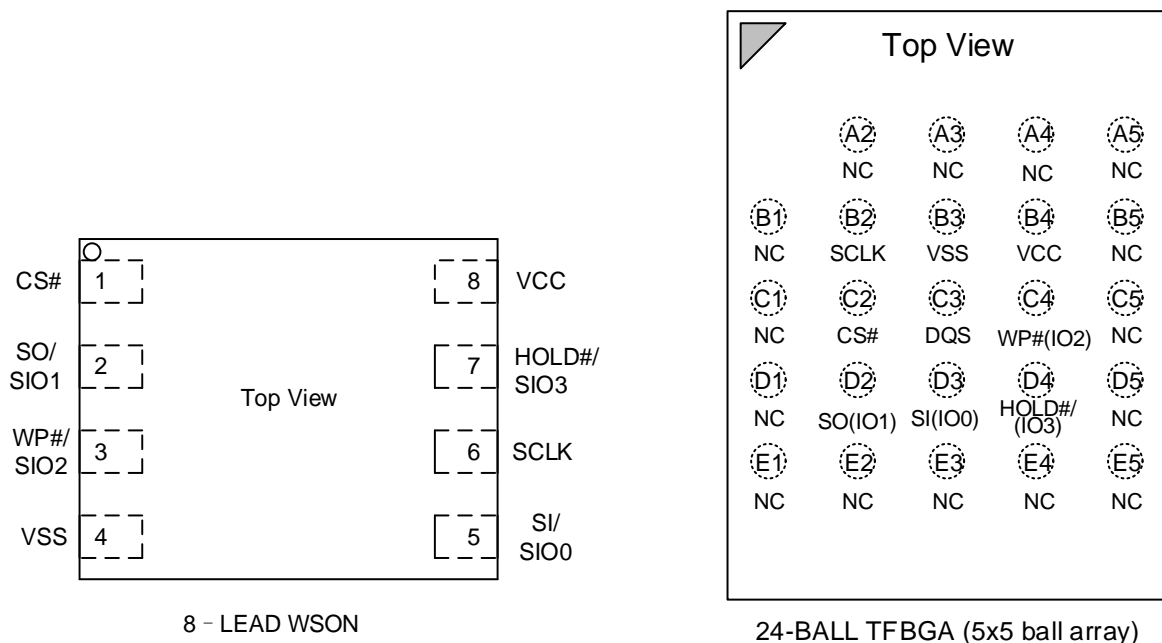 CS#
1
8
VCC
SO/
SIO1
2
7
HOLD#/
SIO3
Top View
WP#/
SIO2
3
6
SCLK
VSS
4
5
SI/
SIO0
8 - LEAD WSON
Top View
A2 A3 A4 A5
NC NC NC NC
B1 B2 B3 B4 B5
NC SCLK VSS VCC NC
C1 C2 C3 C4 C5
NC CS# DQS WP#(IO2) NC
D1 D2 D3 D4 D5
NC SO(IO1) SI(IO0) HOLD#/
(IO3) NC
E1 E2 E3 E4 E5
NC NC NC NC NC
24-BALL TFBGA (5x5 ball array)